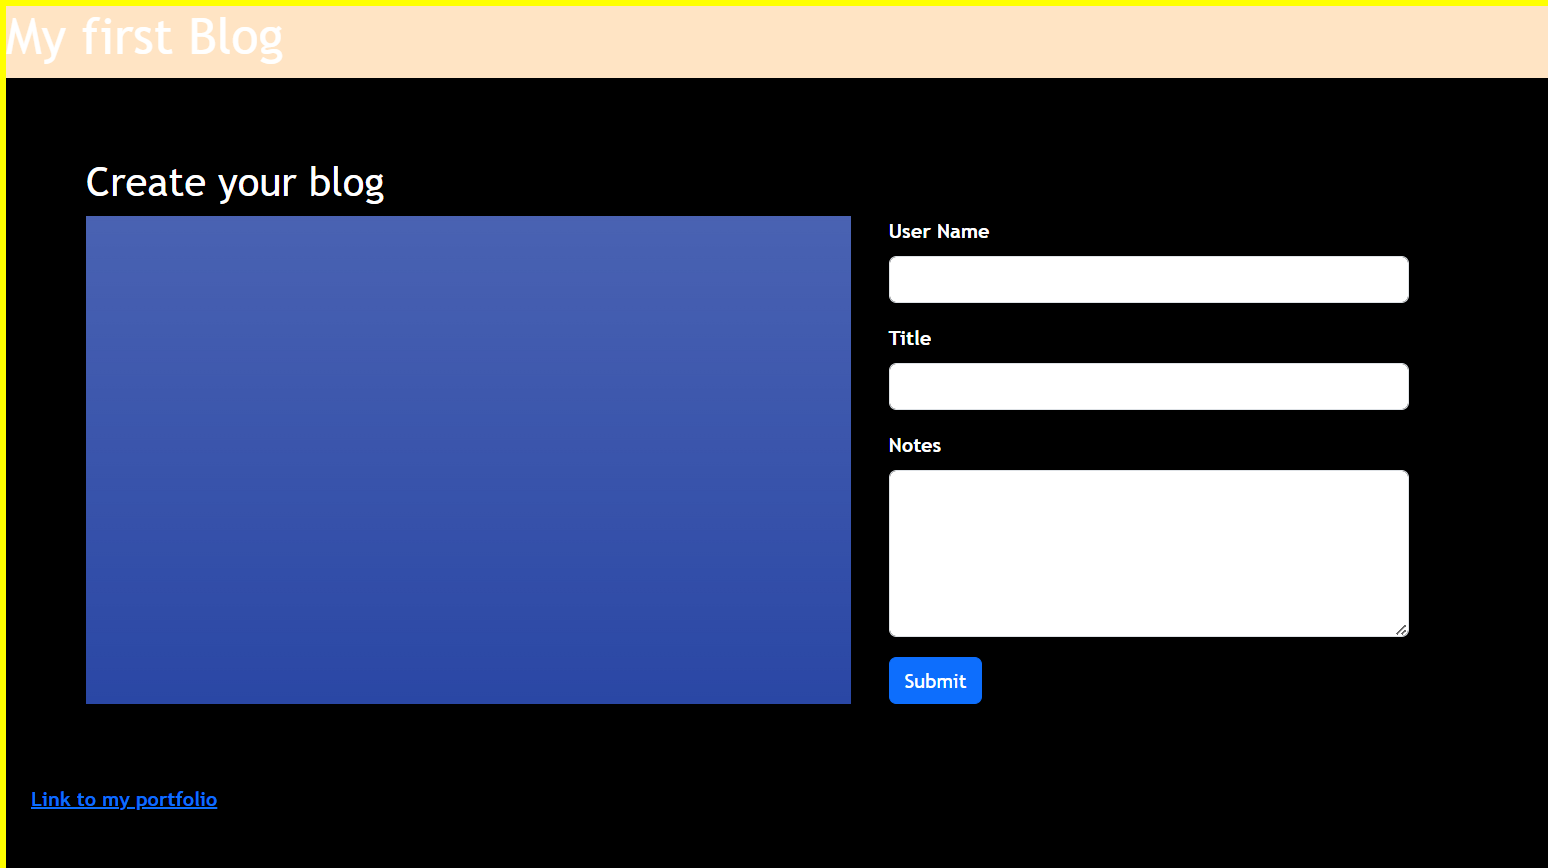 My first Blog
Create your blog
User Name
Title
Notes
Submit
Link to my portfolio